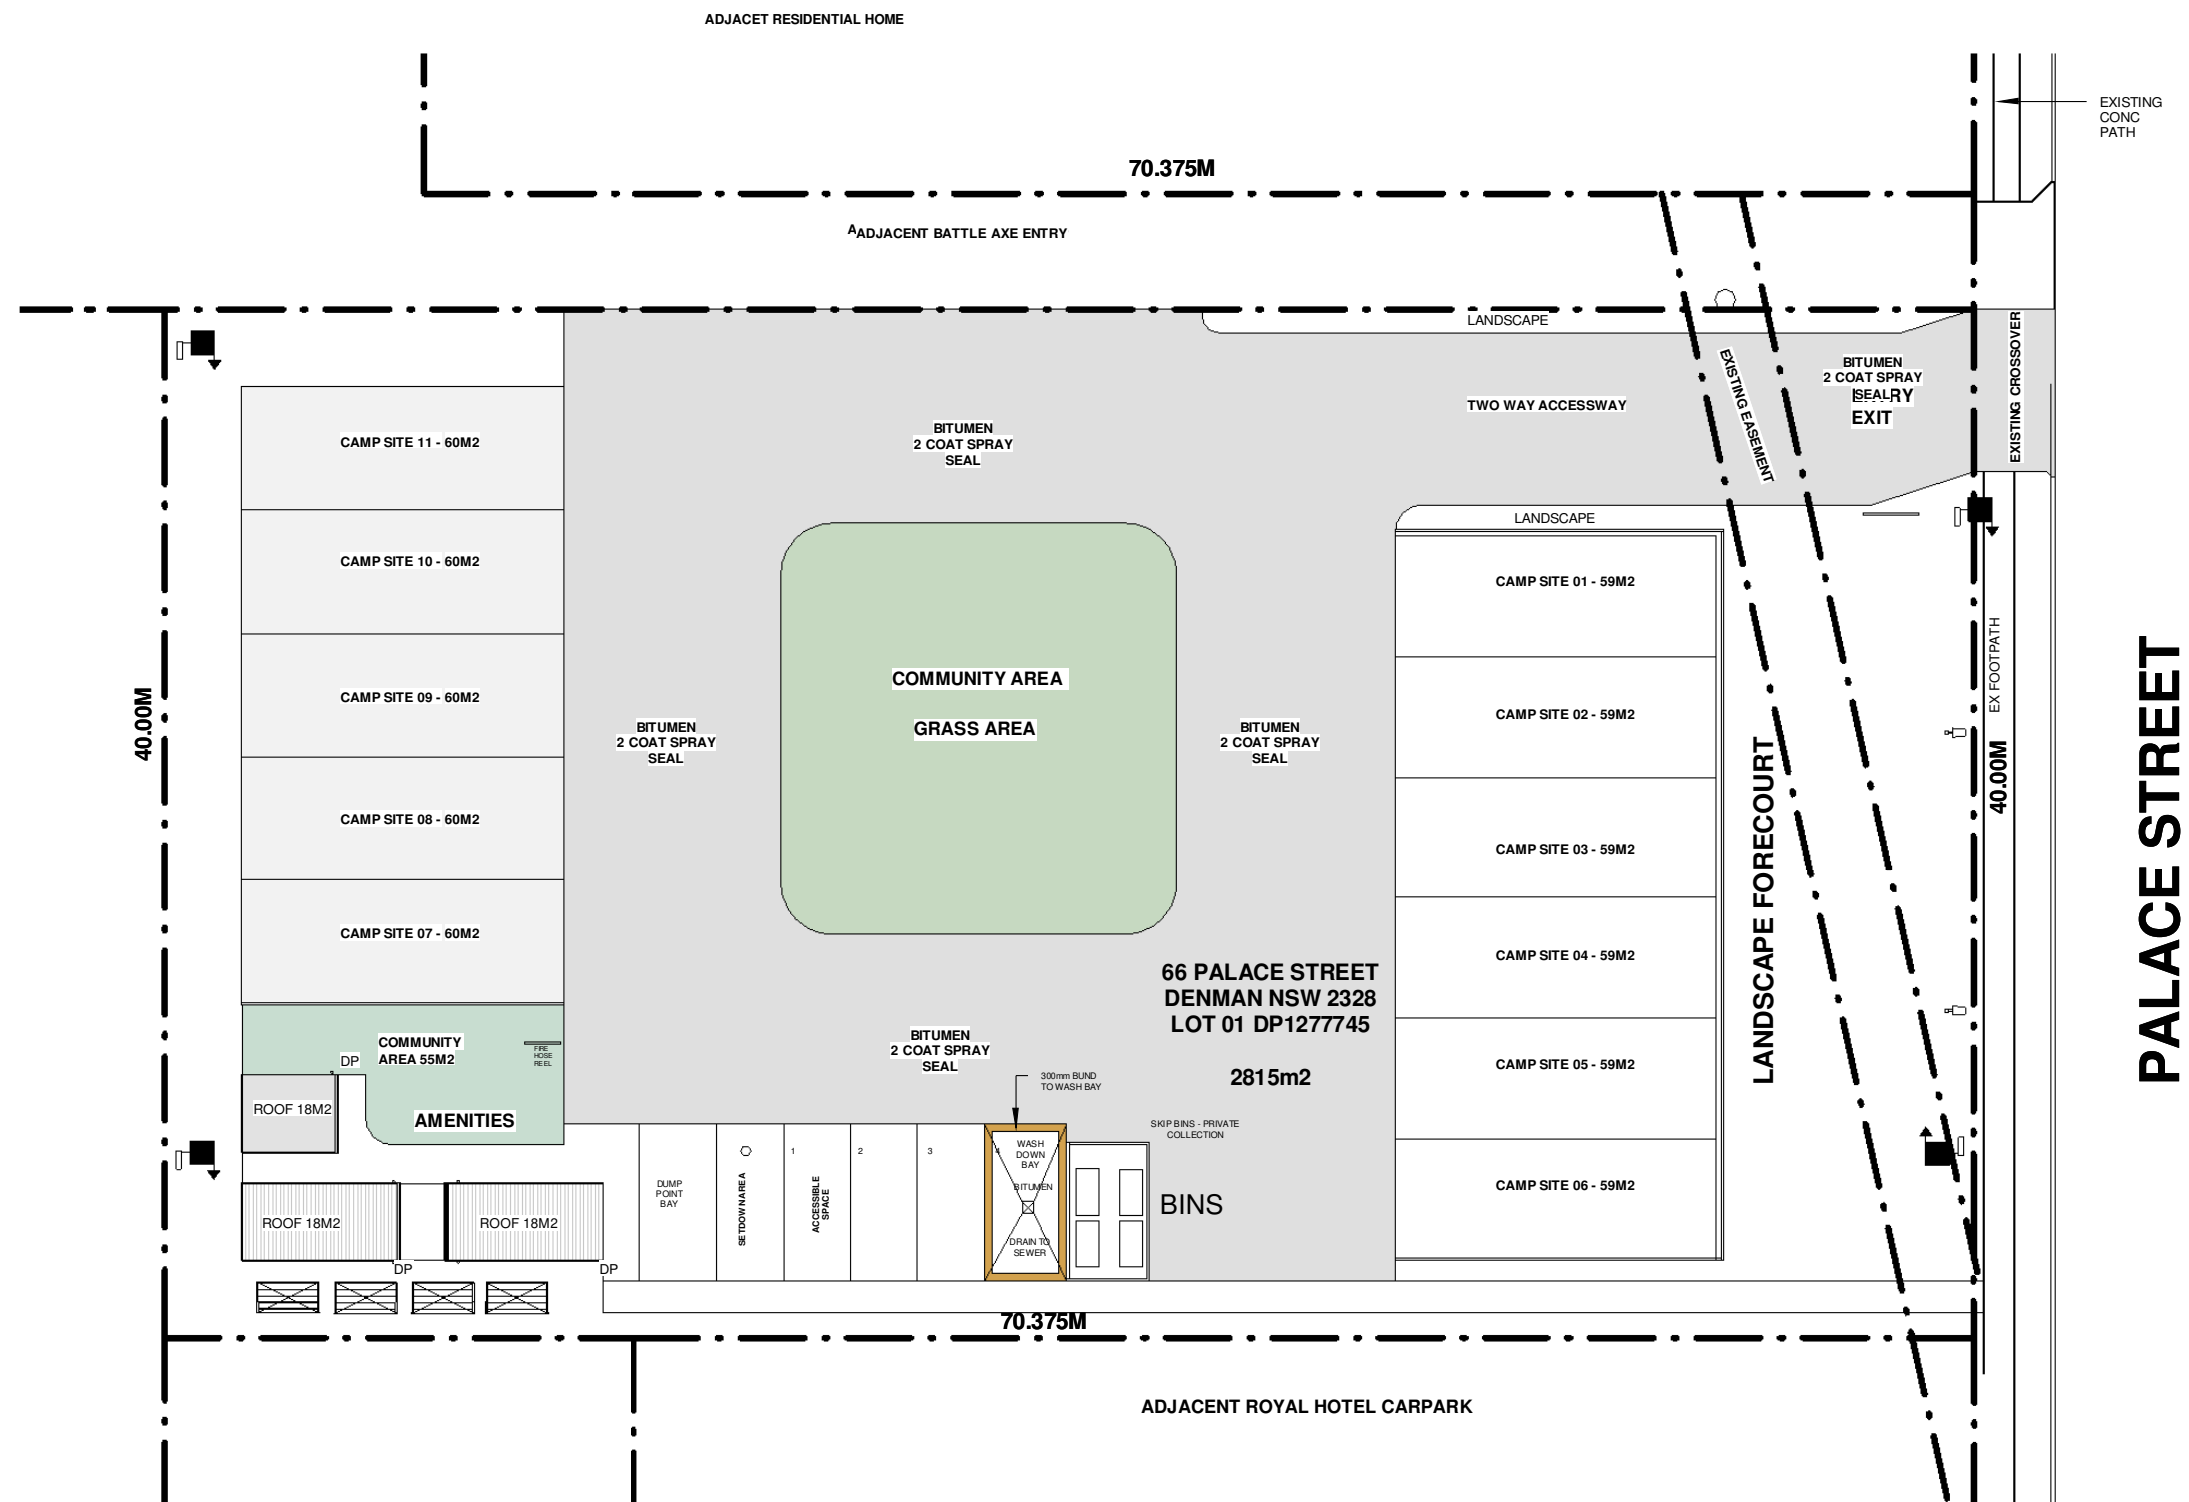 ADJACET RESIDENTIAL HOME
EXISTING
CONC
PATH
70.375M
AADJACENT BATTLE AXE ENTRY
LANDSCAPE
EXISTING CROSSOVER
EXISTING EASEMENT
BITUMEN
2 COAT SPRAY
SEAL
EXIT
TWO WAY ACCESSWAY
BITUMEN
2 COAT SPRAY
SEAL
CAMP SITE 11 - 60M2
LANDSCAPE
CAMP SITE 10 - 60M2
CAMP SITE 01 - 59M2
EX FOOTPATH
COMMUNITY AREA
GRASS AREA
CAMP SITE 09 - 60M2
40.00M
BITUMEN
2 COAT SPRAY
SEAL
BITUMEN
2 COAT SPRAY
SEAL
CAMP SITE 02 - 59M2
40.00M
PALACE STREET
LANDSCAPE FORECOURT
CAMP SITE 08 - 60M2
CAMP SITE 03 - 59M2
CAMP SITE 07 - 60M2
CAMP SITE 04 - 59M2
66 PALACE STREET
DENMAN NSW 2328
LOT 01 DP1277745
2815m2
COMMUNITY
AREA 55M2
FIRE
HOSE
REEL
DP
BITUMEN
2 COAT SPRAY
SEAL
300mm BUND
TO WASH BAY
CAMP SITE 05 - 59M2
ROOF 18M2
AMENITIES
SKIP BINS - PRIVATE
COLLECTION
DUMP
POINT
BAY
SETDOWN AREA
1
ACCESSIBLE
SPACE
2
3
4
WASH
DOWN
BAY
BITUMEN
DRAIN TO
SEWER
BINS
CAMP SITE 06 - 59M2
ROOF 18M2
ROOF 18M2
DP
DP
70.375M
ADJACENT ROYAL HOTEL CARPARK